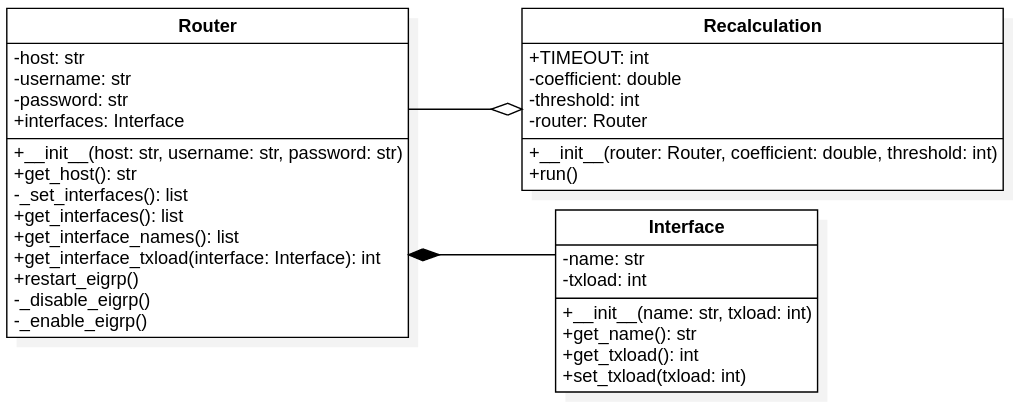 Router
-host: str
-username: str
-password: str
+interfaces: Interface
+__init__(host: str, username: str, password: str)
+get_host(): str
-_set_interfaces(): list
+get_interfaces(): list
+get_interface_names(): list
+get_interface_txload(interface: Interface): int
+restart_eigrp()
-_disable_eigrp()
-_enable_eigrp()
Recalculation
+TIMEOUT: int
-coefficient: double
-threshold: int
-router: Router
+__init__(router: Router, coefficient: double, threshold: int)
+run()
Interface
-name: str
-txload: int
+__init__(name: str, txload: int)
+get_name(): str
+get_txload(): int
+set_txload(txload: int)